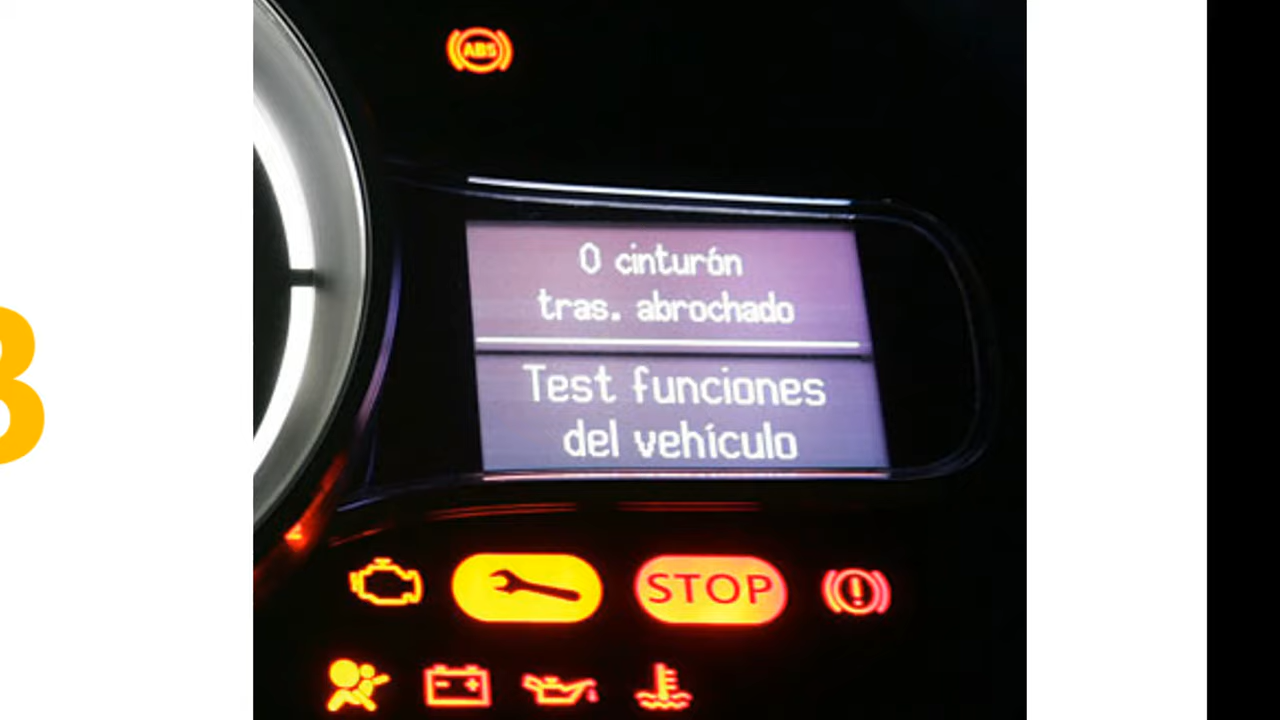 ABS
0 cinturón
tras. abrochado
Test funciones
del vehículo
STOP